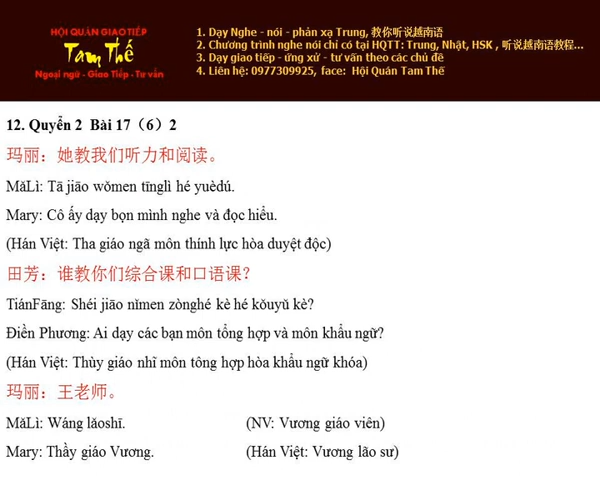 HỘI QUÁN GIAO TIẾP
Tam Thế
Ngoại ngữ - Giao Tiếp - Tư vấn
1. Dạy Nghe - nói - phản xạ Trung, 教你听说越南语
2. Chương trình nghe nói chỉ có tại HQTT: Trung, Nhật, HSK , 听说越南语教程...
3. Dạy giao tiếp - ứng xử - tư vấn theo các chủ đề
4. Liên hệ: 0977309925, face:  Hội Quán Tam Thế
12. Quyển 2  Bài 17（6）2
玛丽：她教我们听力和阅读。
MǎLì: Tā jiāo wǒmen tīnglì hé yuèdú.
Mary: Cô ấy dạy bọn mình nghe và đọc hiểu.
(Hán Việt: Tha giáo ngã môn thính lực hòa duyệt độc)
田芳：谁教你们综合课和口语课?
TiánFāng: Shéi jiāo nǐmen zònghé kè hé kǒuyǔ kè?
Điền Phương: Ai dạy các bạn môn tổng hợp và môn khẩu ngữ?
(Hán Việt: Thùy giáo nhĩ môn tông hợp hòa khẩu ngữ khóa)
玛丽：王老师。
MǎLì: Wáng lǎoshī. (NV: Vương giáo viên)
Mary: Thầy giáo Vương. (Hán Việt: Vương lão sư)